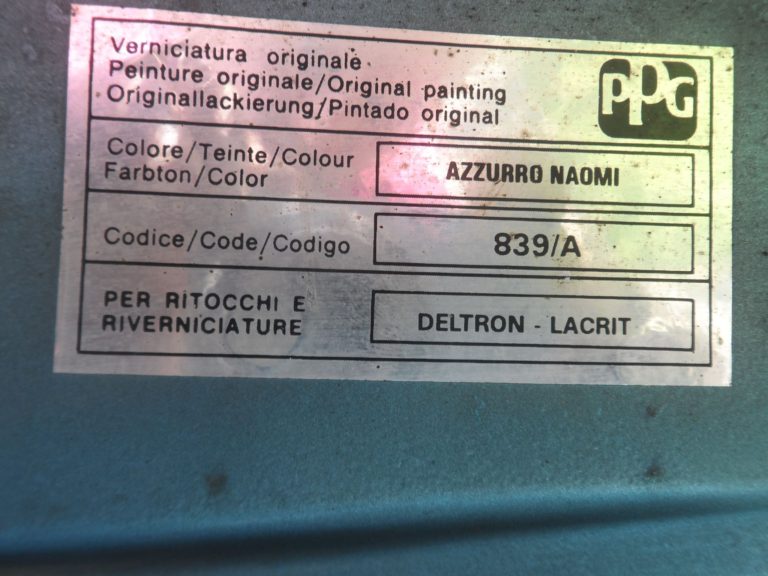 Verniciatura originale
Peinture originale/Original painting
Originallackierung/Pintado original
PPG
Colore/Teinte/Colour
Farbton/Color
AZZURRO NAOMI
Codice/Code/Codigo
839/A
PER RITOCCHI E
RIVERNICIATURE
DELTRON - LACRIT